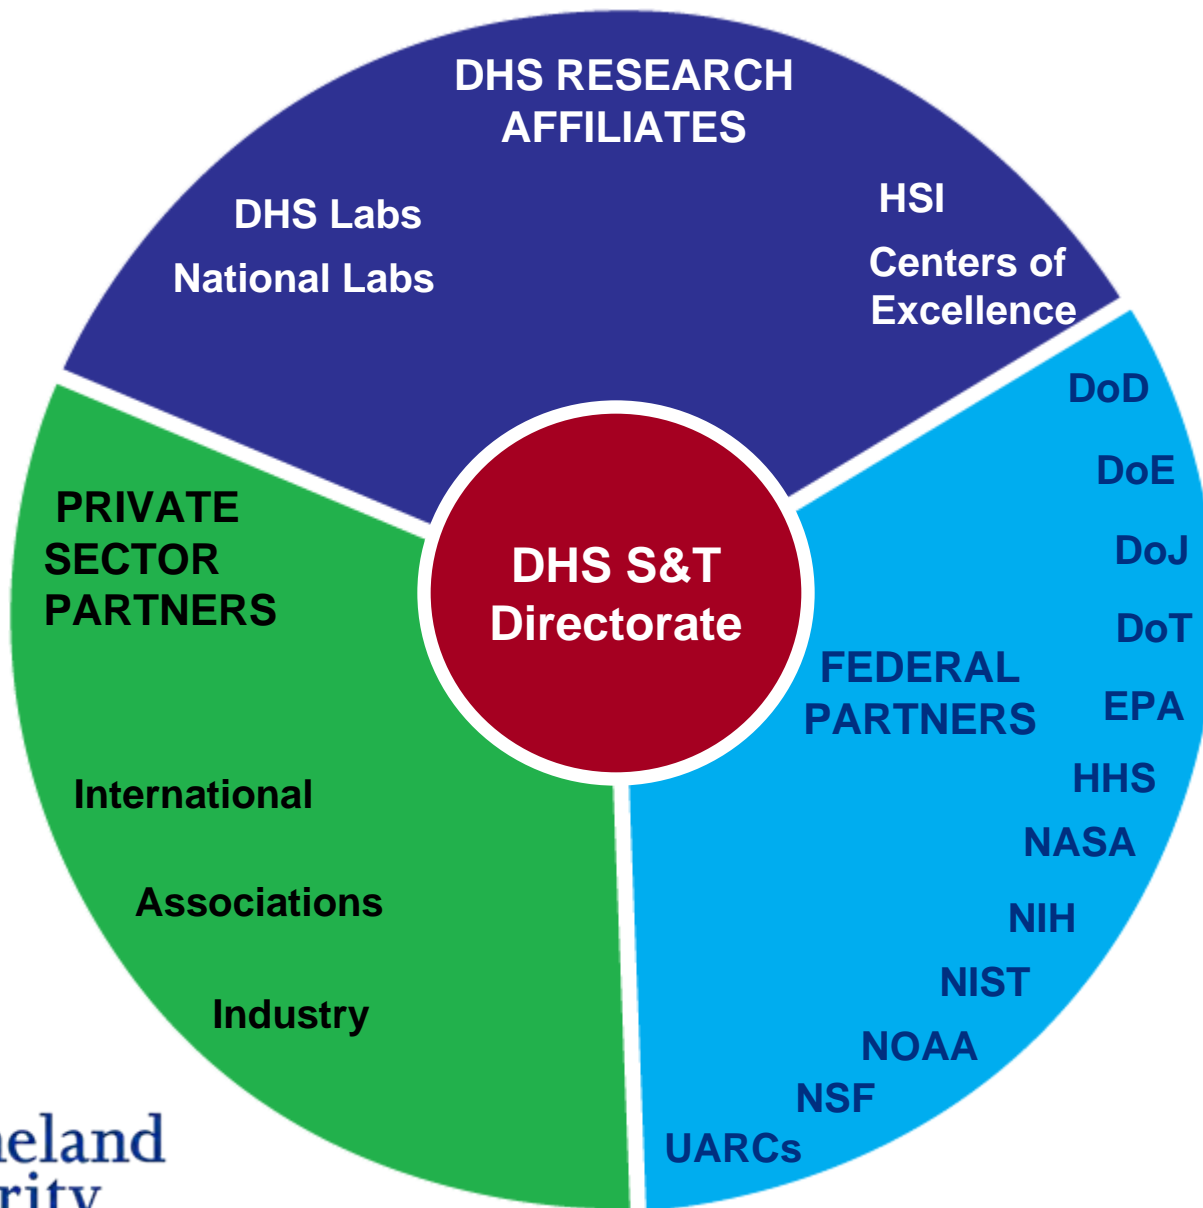 DHS RESEARCH
AFFILIATES
DHS Labs
National Labs
HSI
Centers of
Excellence
DHS S&T
Directorate
PRIVATE
SECTOR
PARTNERS
International
Associations
Industry
FEDERAL
PARTNERS
DoD
DoE
DoJ
DoT
EPA
HHS
NASA
NIH
NIST
NOAA
NSF
UARCs